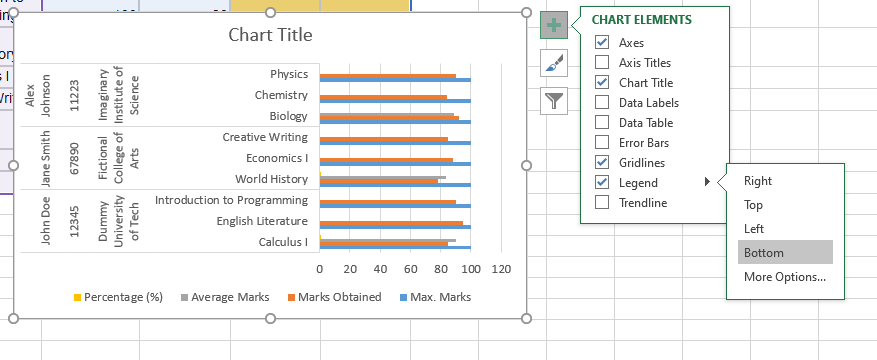 Chart Title
Alex
Johnson
11223
Imaginary
Institute of
Science
Physics
Chemistry
Biology
Jane Smith
67890
Fictional
College of
Arts
Creative Writing
Economics I
World History
John Doe
12345
Dummy
University
of Tech
Introduction to Programming
English Literature
Calculus I
0 20 40 60 80 100 120
Percentage (%) Average Marks Marks Obtained Max. Marks
CHART ELEMENTS
Axes
Axis Titles
Chart Title
Data Labels
Data Table
Error Bars
Gridlines
Legend
Trendline
Right
Top
Left
Bottom
More Options...